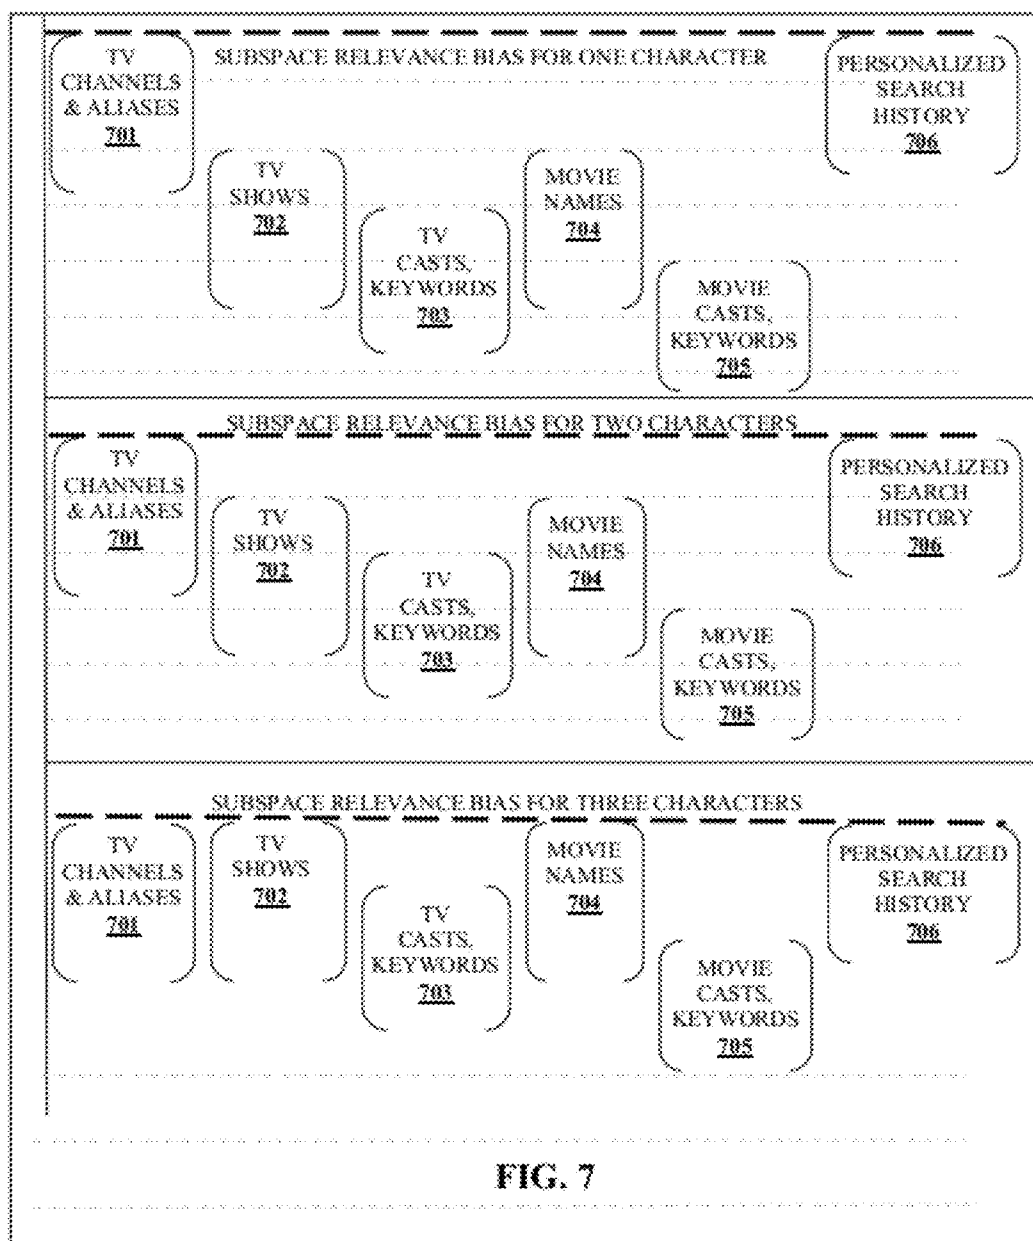 SUBSPACE RELEVANCE BIAS FOR ONE CHARACTER
TV
CHANNELS
& ALIASES
701
TV
SHOWS
702
TV
CASTS,
KEYWORDS
703
MOVIE
NAMES
704
MOVIE
CASTS,
KEYWORDS
705
PERSONALIZED
SEARCH
HISTORY
706
SUBSPACE RELEVANCE BIAS FOR TWO CHARACTERS
TV
CHANNELS
& ALIASES
701
TV
SHOWS
702
TV
CASTS,
KEYWORDS
703
MOVIE
NAMES
704
MOVIE
CASTS,
KEYWORDS
705
PERSONALIZED
SEARCH
HISTORY
706
SUBSPACE RELEVANCE BIAS FOR THREE CHARACTERS
TV
CHANNELS
& ALIASES
701
TV
SHOWS
702
TV
CASTS,
KEYWORDS
703
MOVIE
NAMES
704
MOVIE
CASTS,
KEYWORDS
705
PERSONALIZED
SEARCH
HISTORY
706
FIG. 7